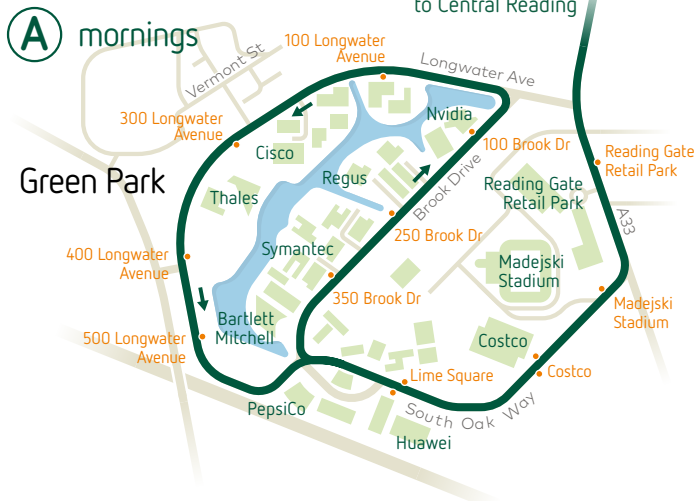 to Central Reading
A mornings
100 Longwater
Avenue
Longwater Ave
Vermont St
300 Longwater
Avenue
Nvidia
Cisco
100 Brook Dr
Reading Gate
Retail Park
Green Park
Regus
Brook Drive
Reading Gate
Retail Park
Thales
A33
250 Brook Dr
Symantec
400 Longwater
Avenue
Madejski
Stadium
350 Brook Dr
Madejski
Stadium
Bartlett
Mitchell
500 Longwater
Avenue
Costco
Costco
Lime Square
South Oak Way
PepsiCo
Huawei